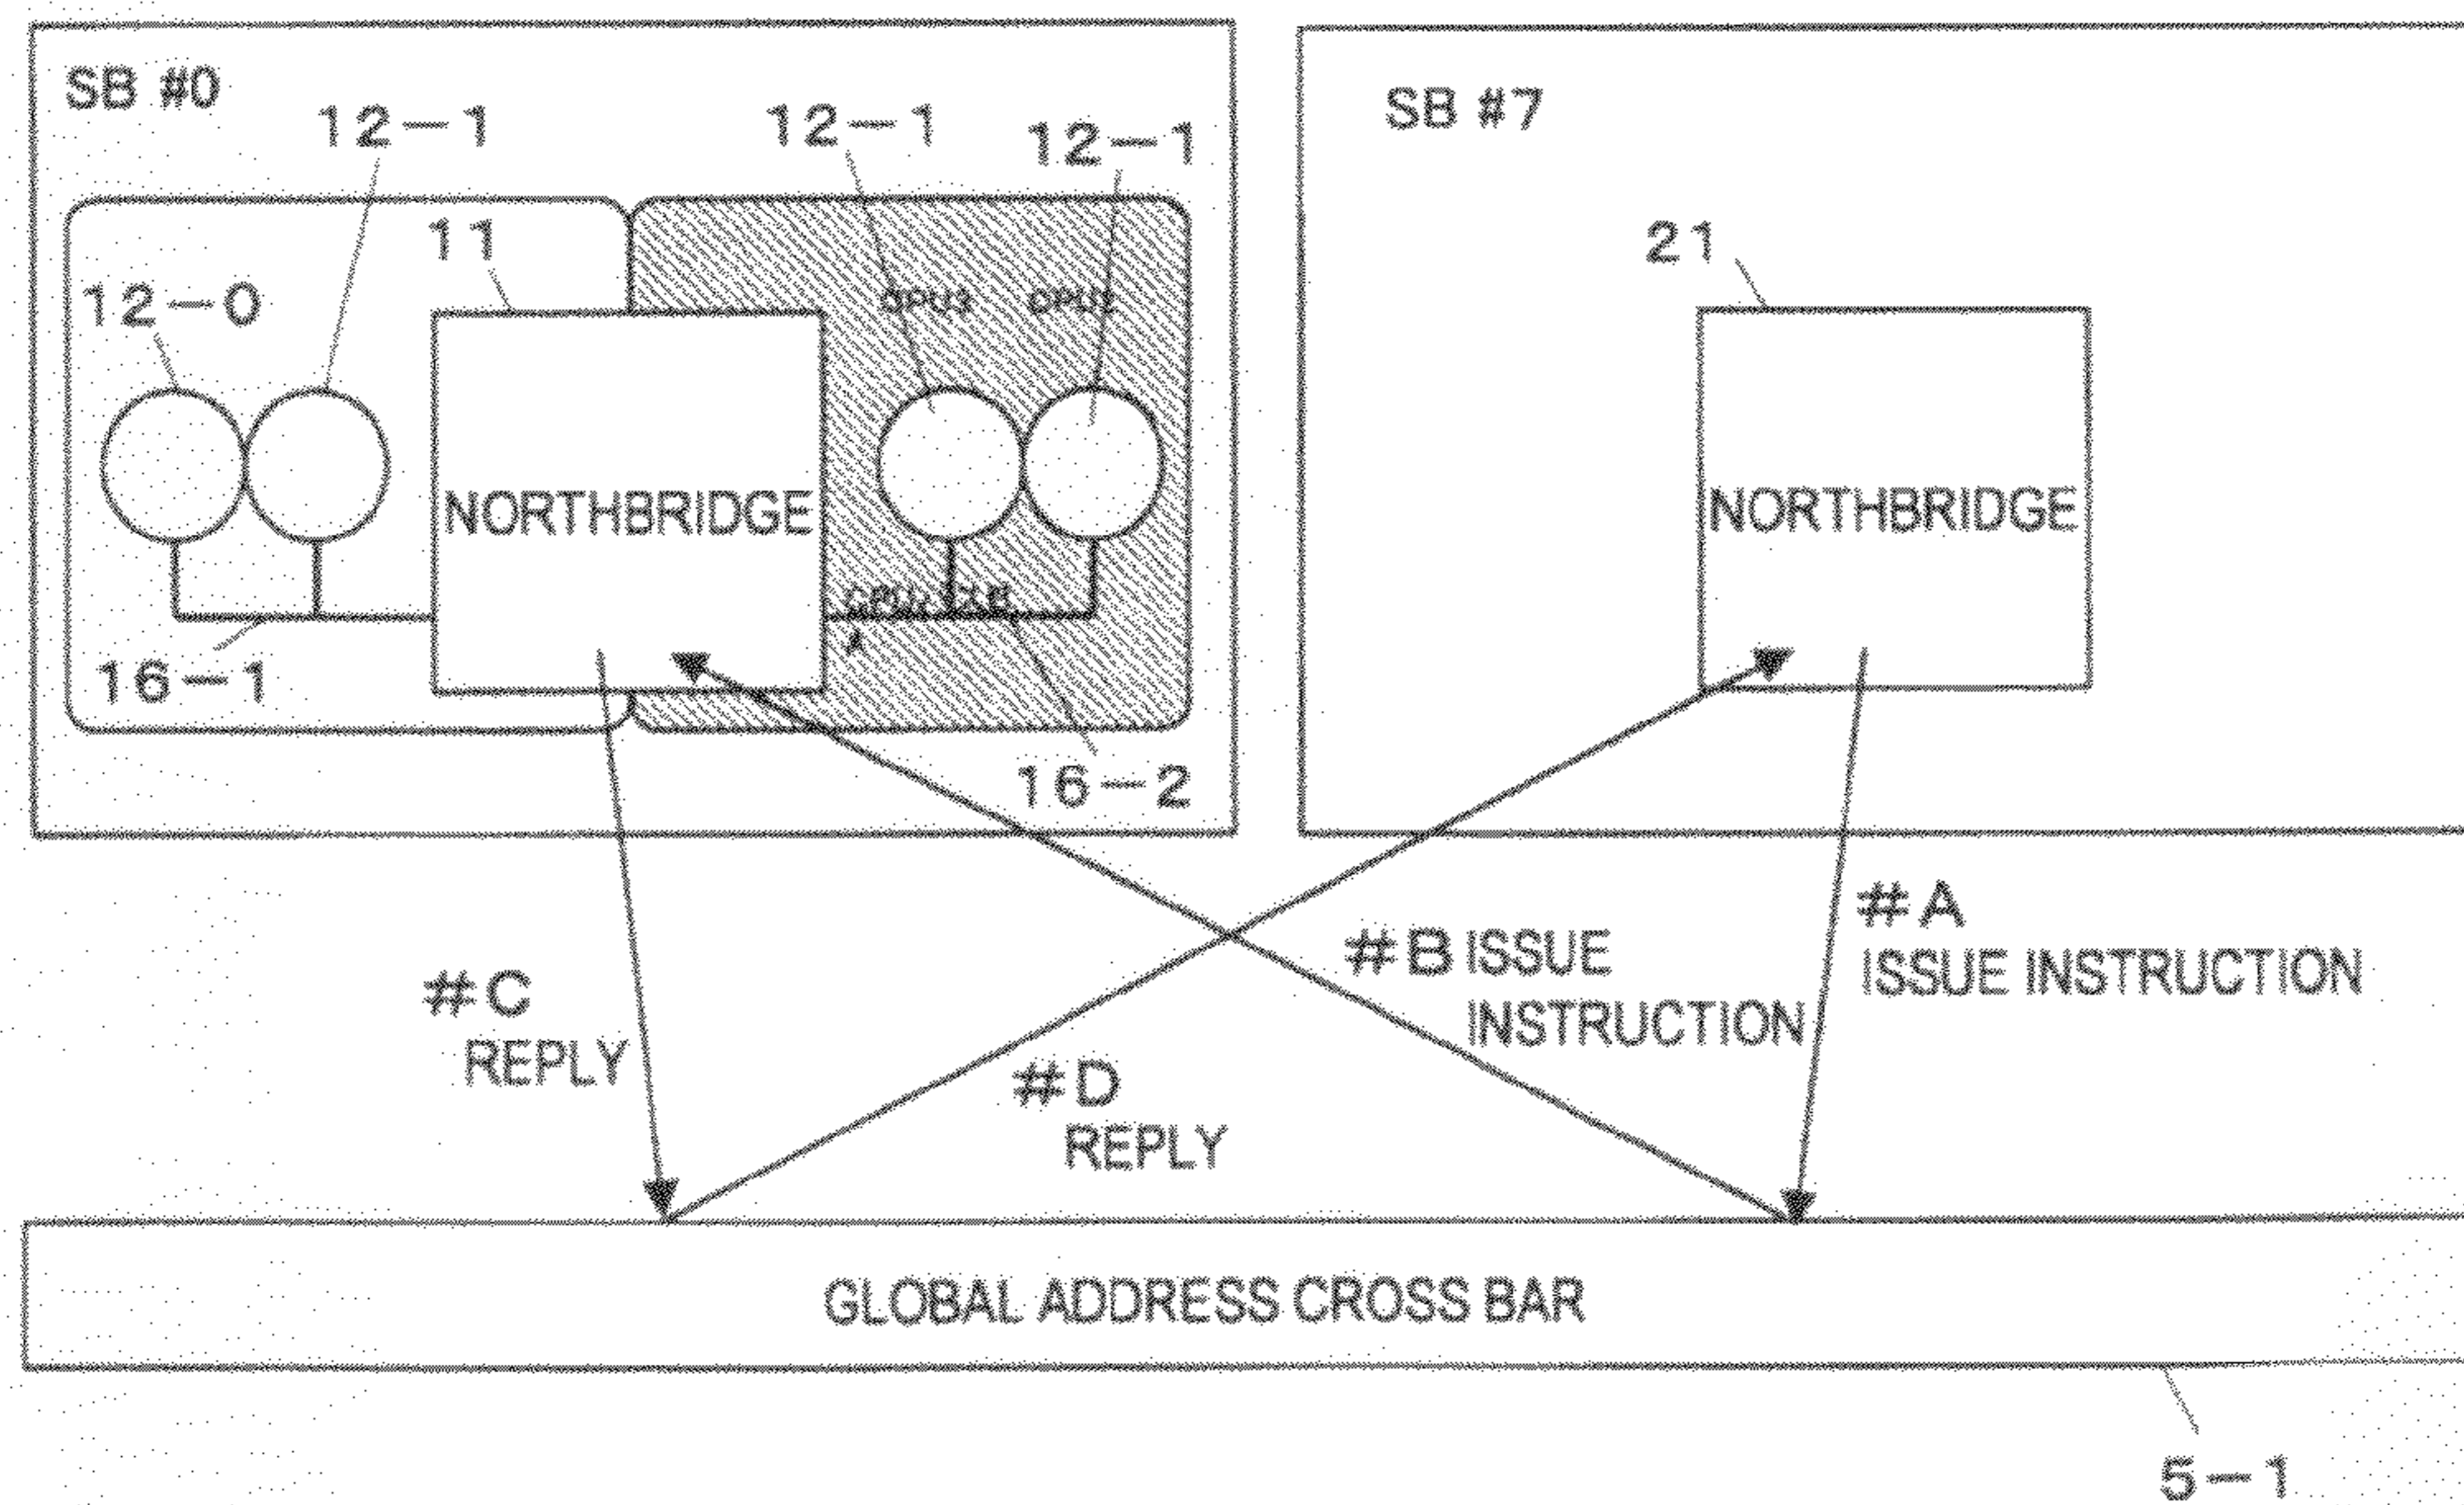 SB #0
12-1
12-1
12-1
SB #7
11
21
12-0
NORTHBRIDGE
NORTHBRIDGE
16-1
16-2
#A
ISSUE INSTRUCTION
#B ISSUE
INSTRUCTION
#C
REPLY
#D
REPLY
GLOBAL ADDRESS CROSS BAR
5-1